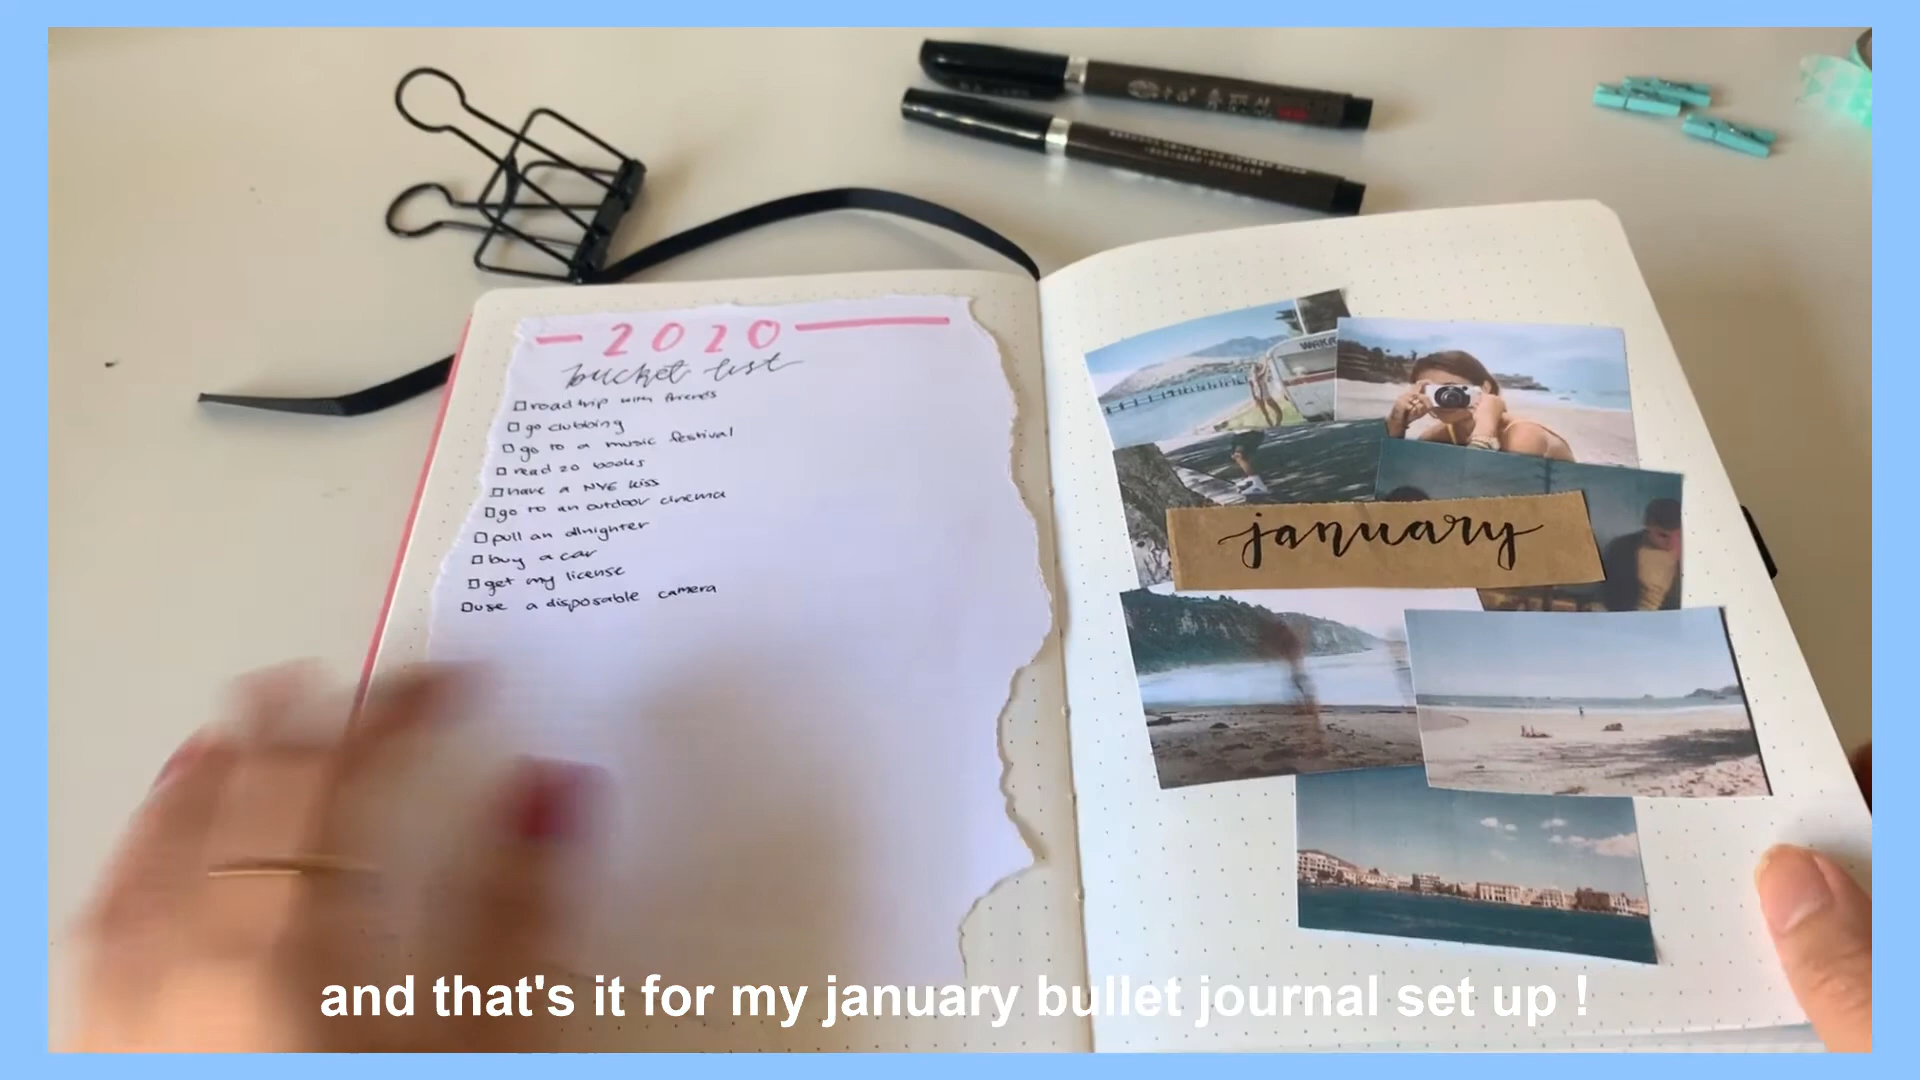 WAKA
2020
bucket list
road trip with friends
go clubbing
go to a music festival
read 20 books
have a NYE kiss
go to an outdoor cinema
pull an allnighter
buy a car
get my license
use a disposable camera
january
and that's it for my january bullet journal set up !